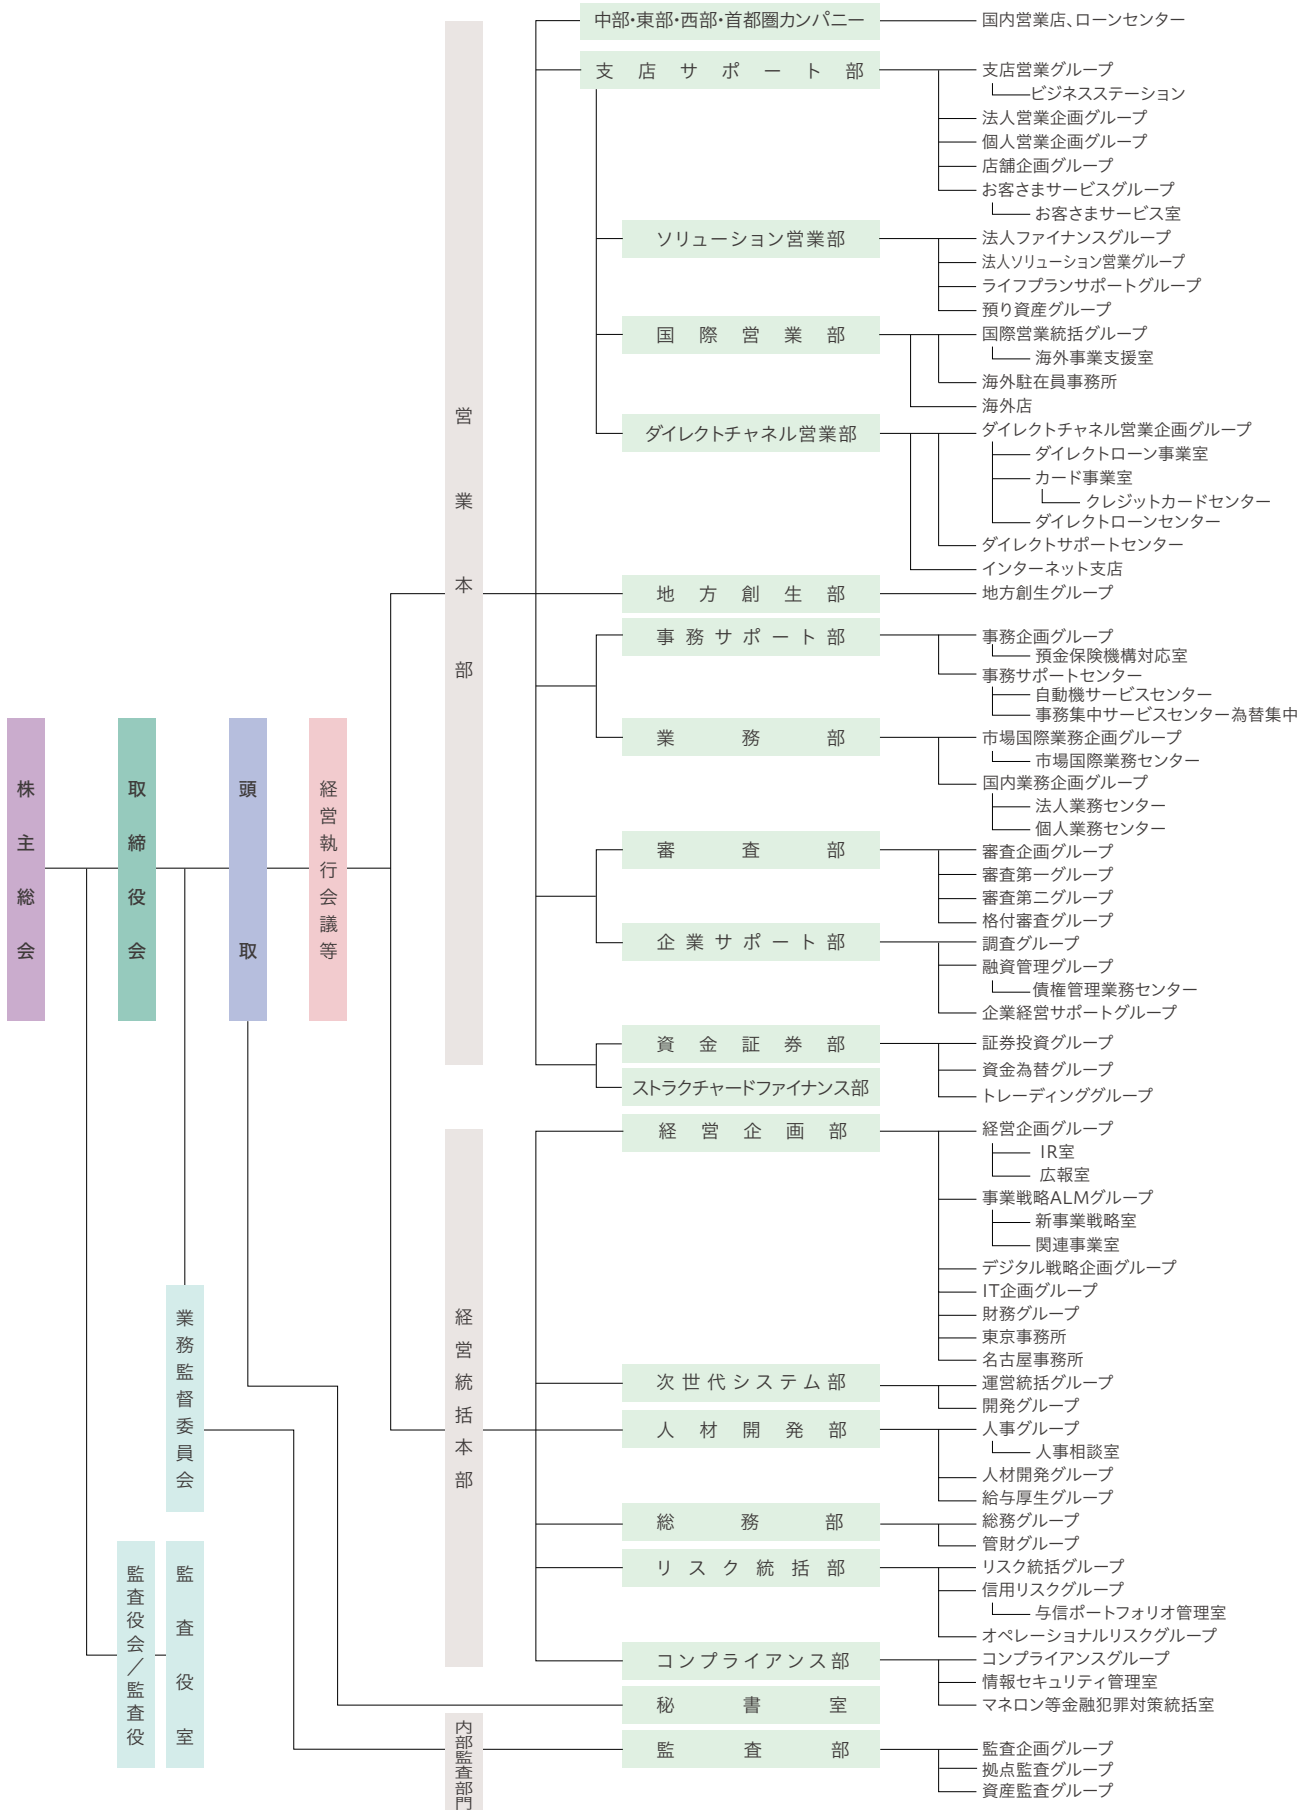 株主総会
取締役会
頭取
経営執行会議等
業務監督委員会
監査役会／監査役
監査役室
営業本部
中部・東部・西部・首都圏カンパニー
国内営業店、ローンセンター
支店サポート部
支店営業グループ
ビジネスステーション
法人営業企画グループ
個人営業企画グループ
店舗企画グループ
お客さまサービスグループ
お客さまサービス室
ソリューション営業部
法人ファイナンスグループ
法人ソリューション営業グループ
ライフプランサポートグループ
預り資産グループ
国際営業部
国際営業統括グループ
海外事業支援室
海外駐在員事務所
海外店
ダイレクトチャネル営業部
ダイレクトチャネル営業企画グループ
ダイレクトローン事業室
カード事業室
クレジットカードセンター
ダイレクトローンセンター
ダイレクトサポートセンター
インターネット支店
地方創生部
地方創生グループ
事務サポート部
事務企画グループ
預金保険機構対応室
事務サポートセンター
自動機サービスセンター
事務集中サービスセンター為替集中
業務部
市場国際業務企画グループ
市場国際業務センター
国内業務企画グループ
法人業務センター
個人業務センター
審査部
審査企画グループ
審査第一グループ
審査第二グループ
格付審査グループ
企業サポート部
調査グループ
融資管理グループ
債権管理業務センター
企業経営サポートグループ
資金証券部
証券投資グループ
資金為替グループ
トレーディンググループ
ストラクチャードファイナンス部
経営統括本部
経営企画部
経営企画グループ
IR室
広報室
事業戦略ALMグループ
新事業戦略室
関連事業室
デジタル戦略企画グループ
IT企画グループ
財務グループ
東京事務所
名古屋事務所
次世代システム部
運営統括グループ
開発グループ
人材開発部
人事グループ
人事相談室
人材開発グループ
給与厚生グループ
総務部
総務グループ
管財グループ
リスク統括部
リスク統括グループ
信用リスクグループ
与信ポートフォリオ管理室
オペレーショナルリスクグループ
コンプライアンス部
コンプライアンスグループ
情報セキュリティ管理室
マネロン等金融犯罪対策統括室
秘書室
内部監査部門
監査部
監査企画グループ
拠点監査グループ
資産監査グループ